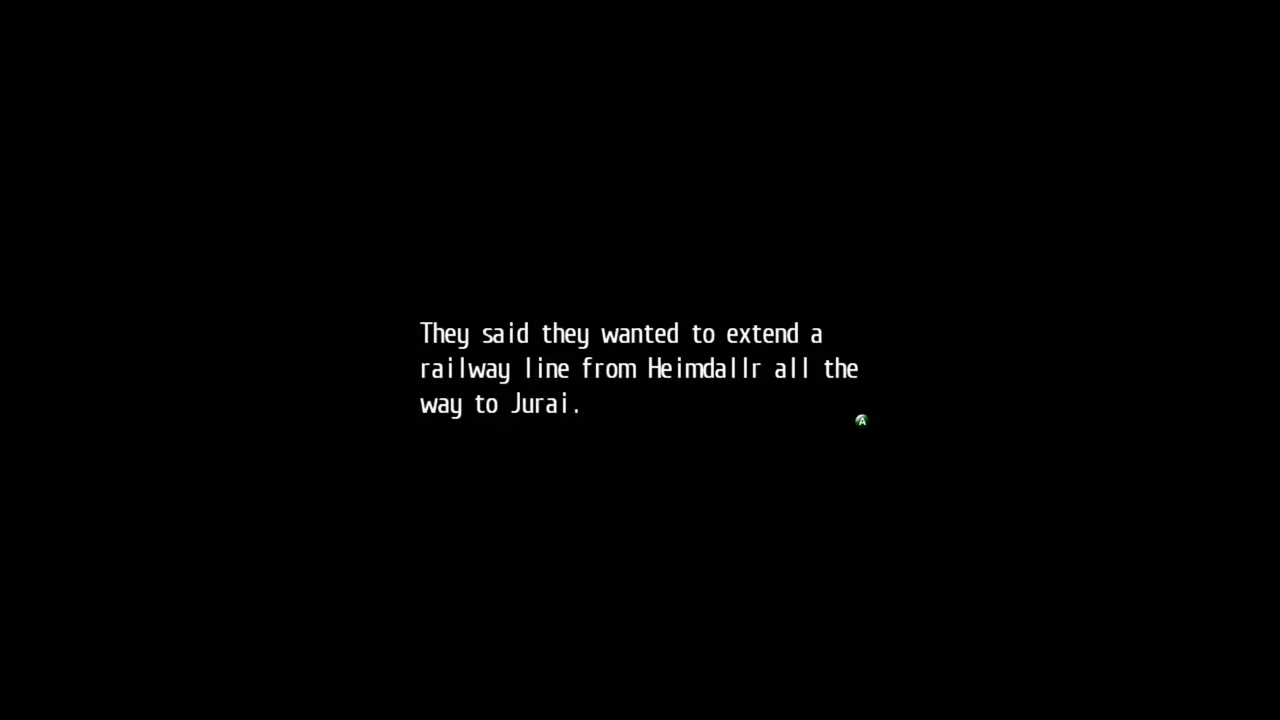 They said they wanted to extend a
railway line from Heimdallr all the
way to Jurai.
A